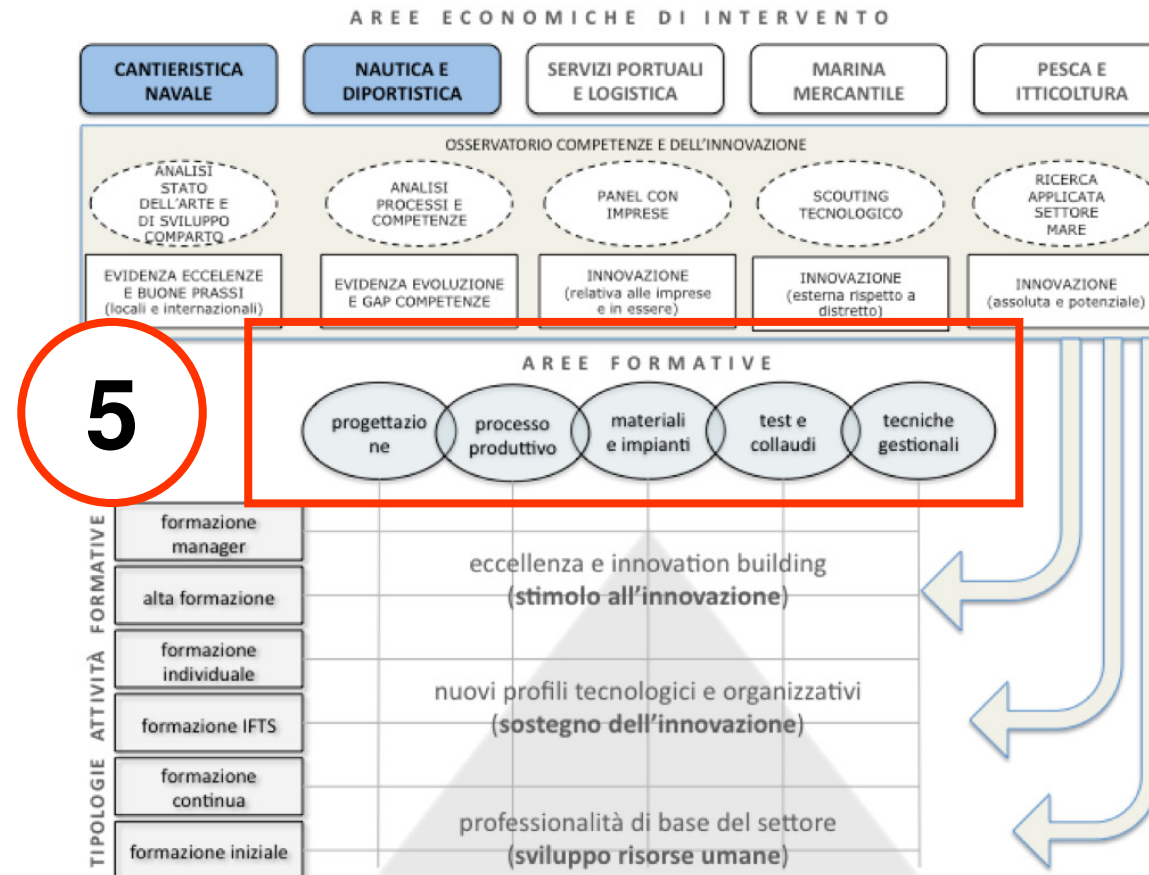 AREE ECONOMICHE DI INTERVENTO
CANTIERISTICA
NAVALE
NAUTICA E
DIPORTISTICA
SERVIZI PORTUALI
E LOGISTICA
MARINA
MERCANTILE
PESCA E
ITTICOLTURA
OSSERVATORIO COMPETENZE E DELL'INNOVAZIONE
ANALISI
STATO
DELL'ARTE E
DI SVILUPPO
COMPARTO
ANALISI
PROCESSI E
COMPETENZE
PANEL CON
IMPRESE
SCOUTING
TECNOLOGICO
RICERCA
APPLICATA
SETTORE
MARE
EVIDENZA ECCELENZE
E BUONE PRASSI
(locali e internazionali)
EVIDENZA EVOLUZIONE
E GAP COMPETENZE
INNOVAZIONE
(relativa alle imprese
e in essere)
INNOVAZIONE
(esterna rispetto a
distretto)
INNOVAZIONE
(assoluta e potenziale)
5
AREE FORMATIVE
progettazio
ne
processo
produttivo
materiali
e impianti
test e
collaudi
tecniche
gestionali
TIPOLOGIE ATTIVITÀ FORMATIVE
formazione
manager
alta formazione
formazione
individuale
formazione IFTS
formazione
continua
formazione iniziale
eccellenza e innovation building
(stimolo all'innovazione)
nuovi profili tecnologici e organizzativi
(sostegno dell'innovazione)
professionalità di base del settore
(sviluppo risorse umane)